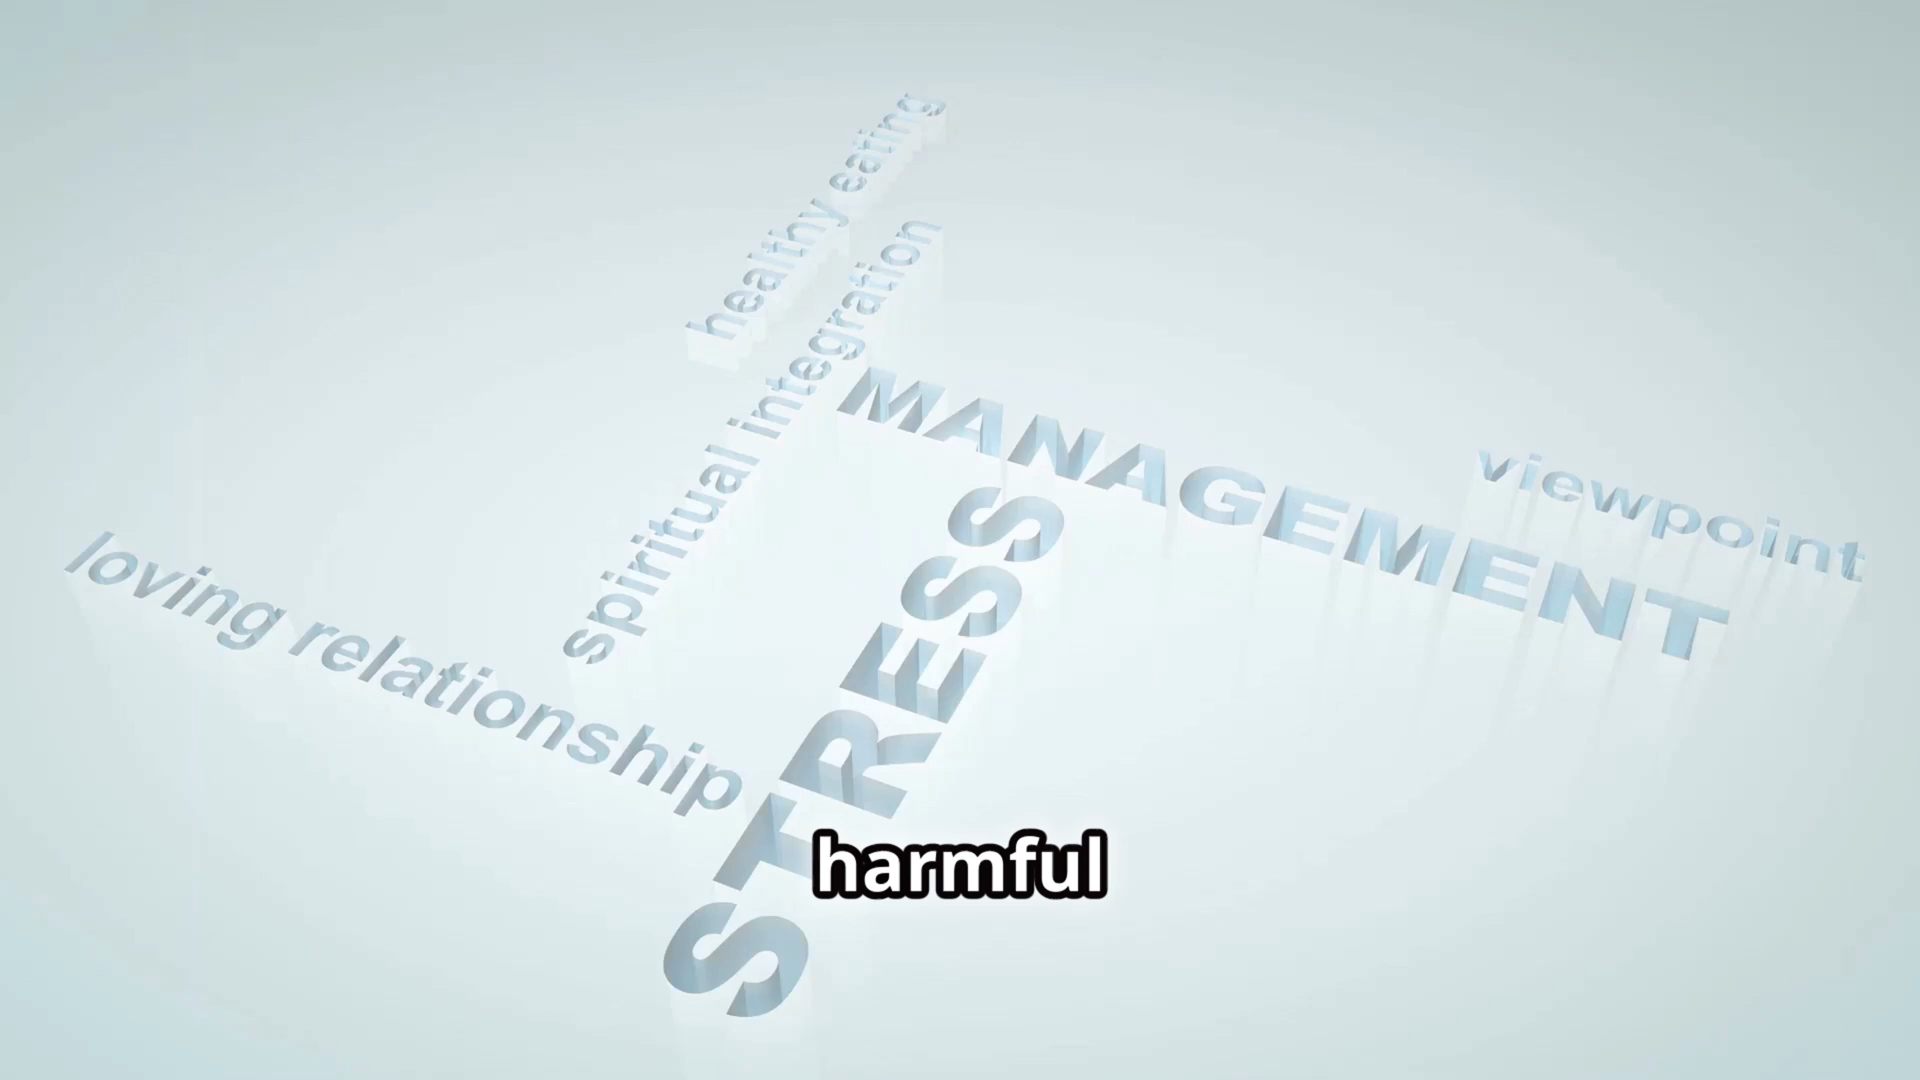 healthy eating
spiritual integration
MANAGEMENT
viewpoint
loving relationship
STRESS
harmful